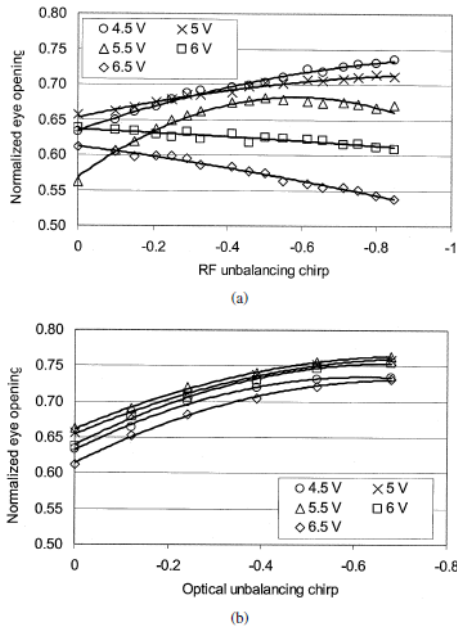 0.80
0.75
0.70
0.65
0.60
0.55
0.50
Normalized eye opening
○ 4.5 V × 5 V
△ 5.5 V □ 6 V
◇ 6.5 V
0 -0.2 -0.4 -0.6 -0.8 -1
RF unbalancing chirp
(a)
0.80
0.75
0.70
0.65
0.60
0.55
0.50
Normalized eye opening
○ 4.5 V × 5 V
△ 5.5 V □ 6 V
◇ 6.5 V
0 -0.2 -0.4 -0.6 -0.8
Optical unbalancing chirp
(b)